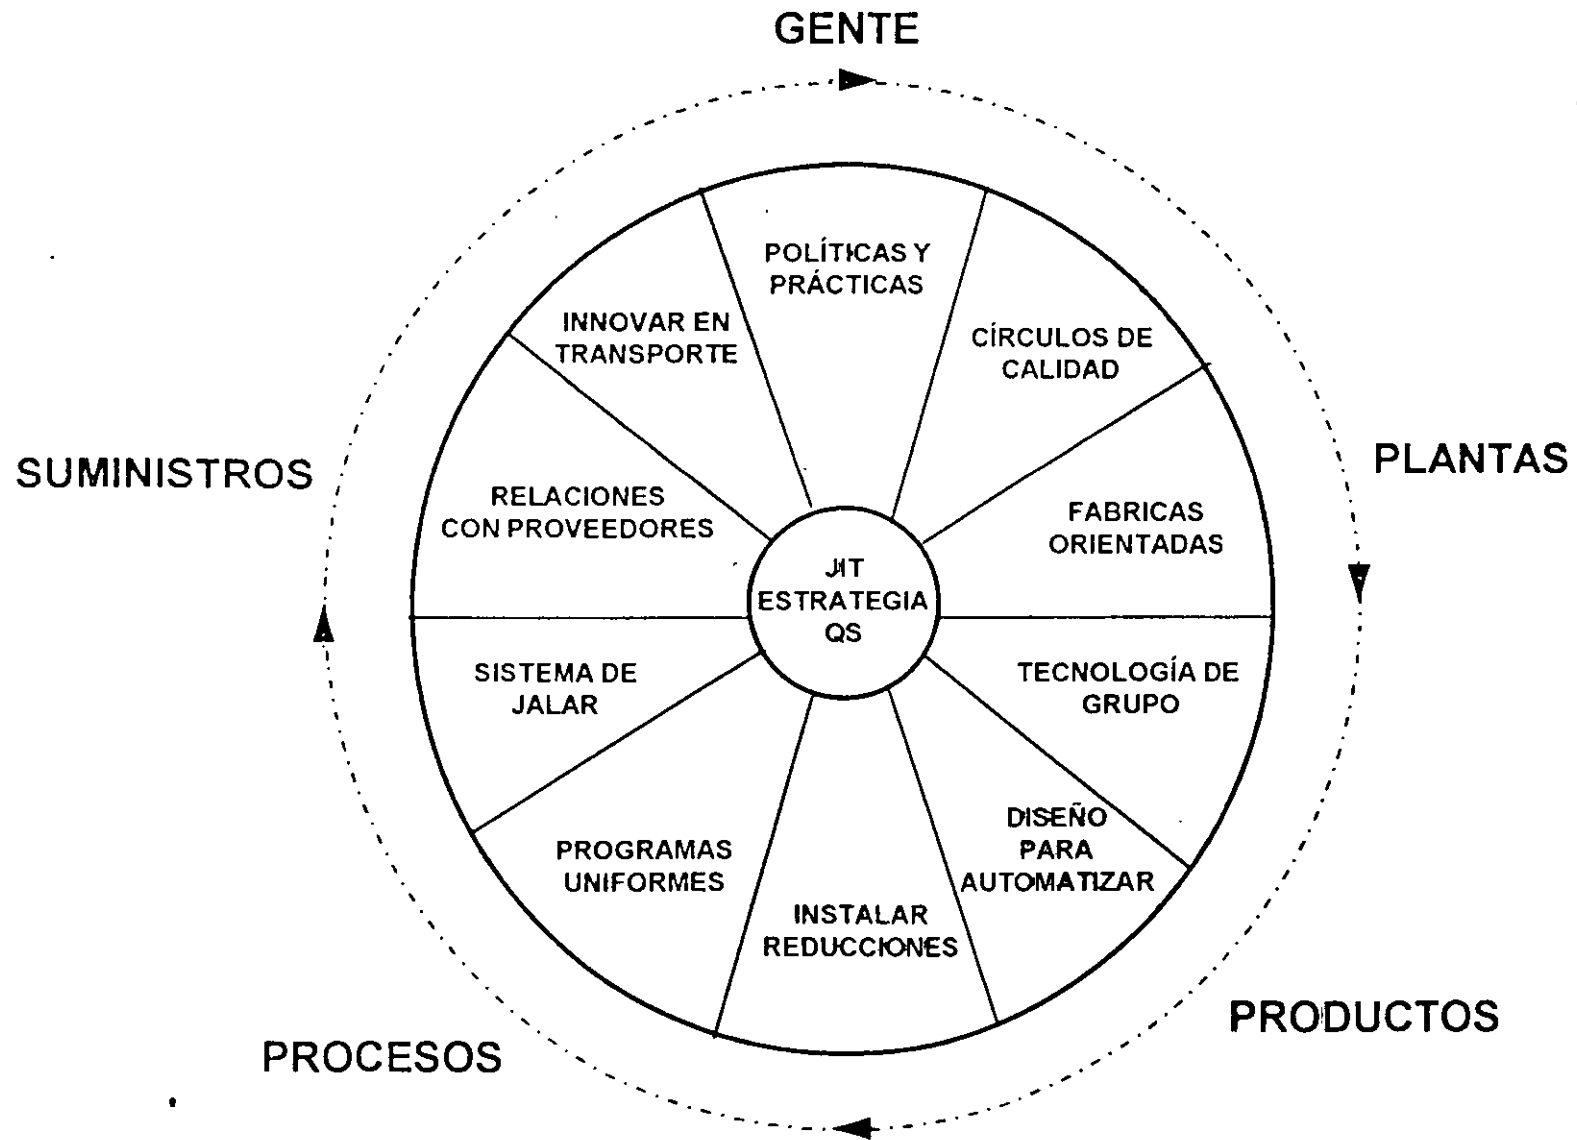 GENTE
POLÍTICAS Y
PRÁCTICAS
INNOVAR EN
TRANSPORTE
CÍRCULOS DE
CALIDAD
SUMINISTROS
PLANTAS
RELACIONES
CON PROVEEDORES
FABRICAS
ORIENTADAS
JIT
ESTRATEGIA
QS
SISTEMA DE
JALAR
TECNOLOGÍA DE
GRUPO
DISEÑO
PARA
AUTOMATIZAR
PROGRAMAS
UNIFORMES
INSTALAR
REDUCCIONES
PRODUCTOS
PROCESOS